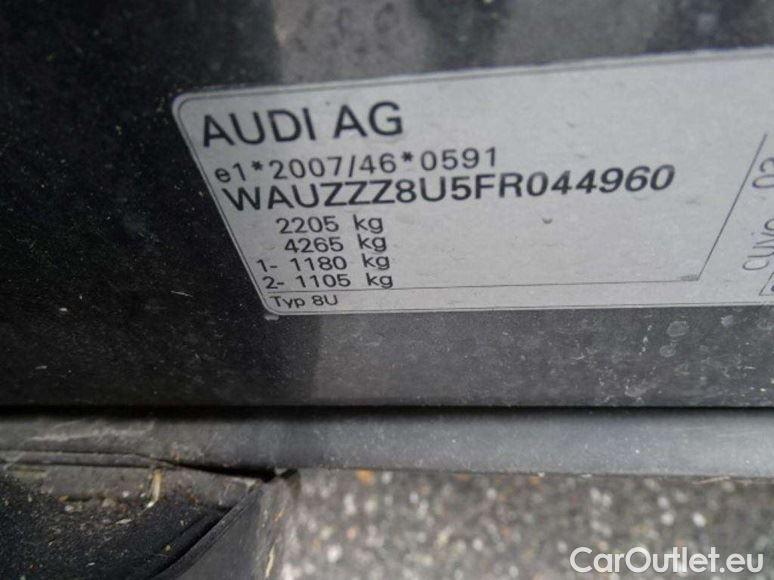 AUDI AG
e1*2007/46*0591
WAUZZZ8U5FR044960
2205 kg
4265 kg
1- 1180 kg
2- 1105 kg
Typ 8U
CarOutlet.eu